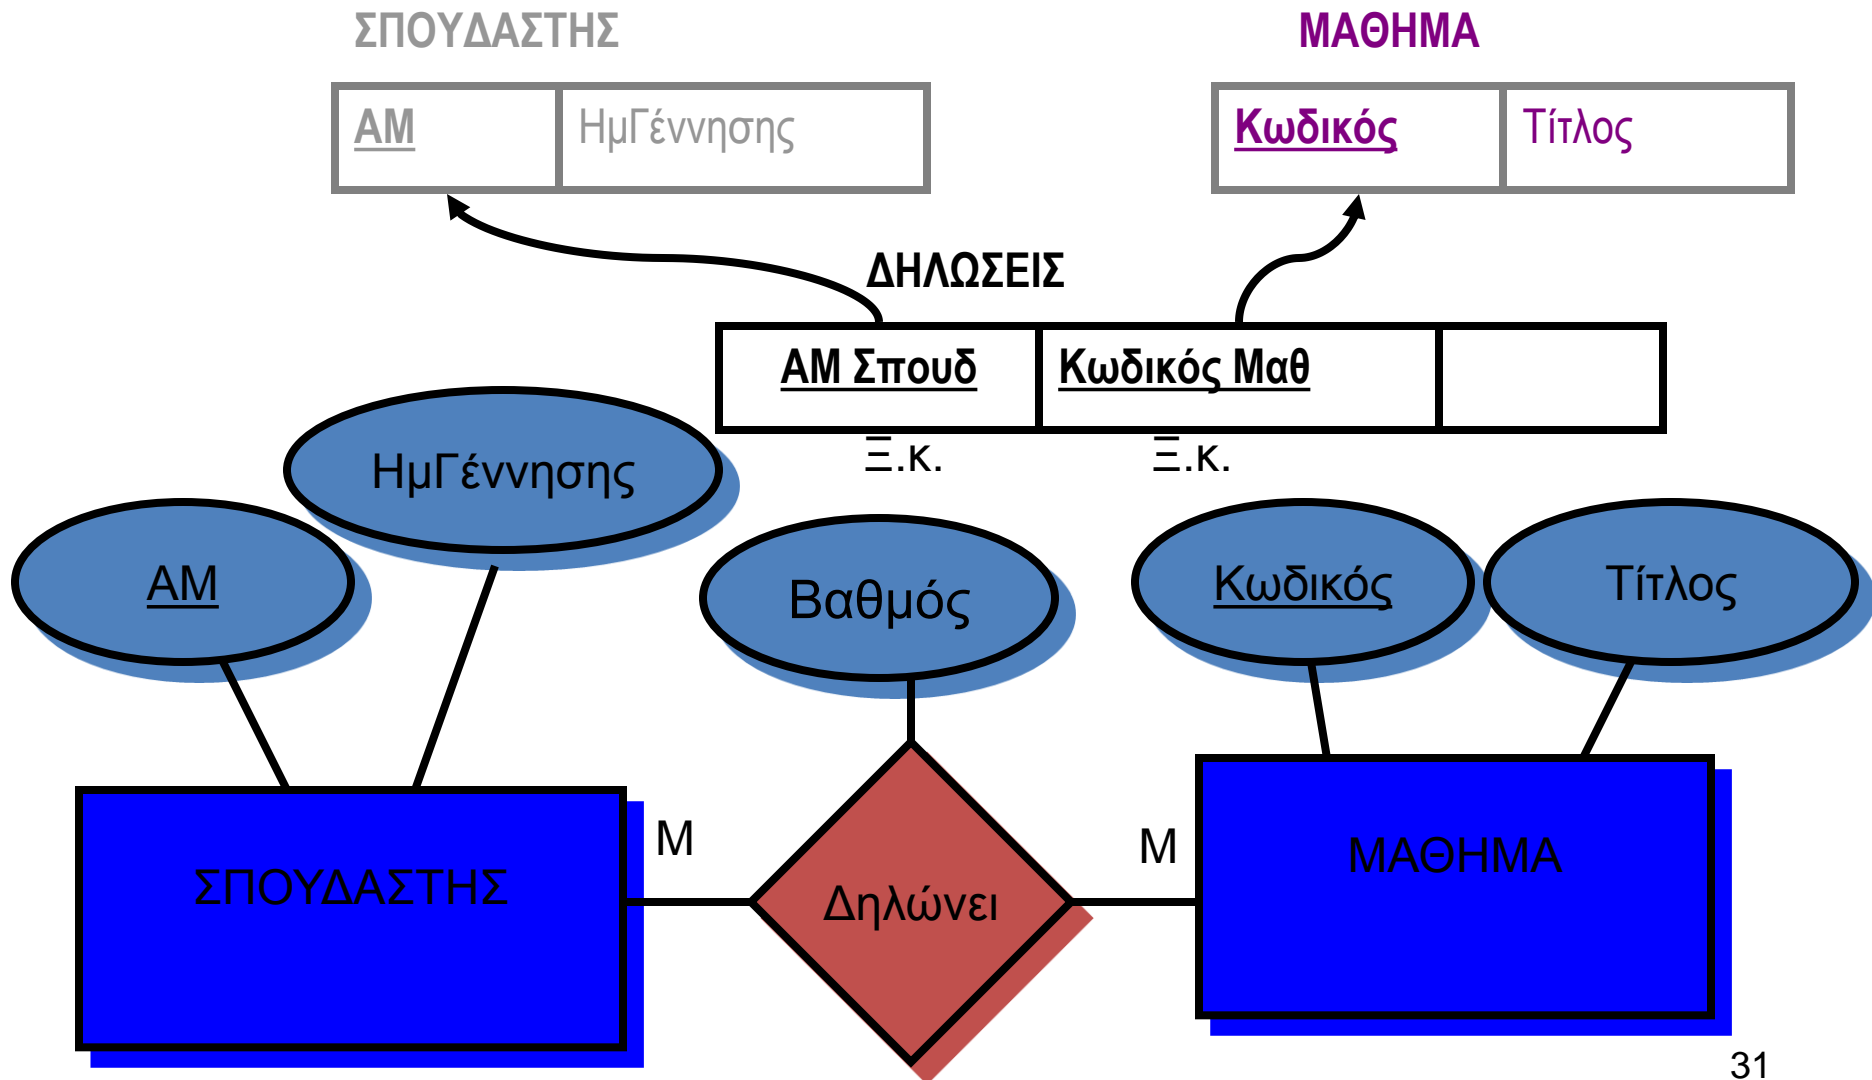 ΣΠΟΥΔΑΣΤΗΣ
ΜΑΘΗΜΑ
ΑΜ
ΗμΓέννησης
Κωδικός
Τίτλος
ΔΗΛΩΣΕΙΣ
ΑΜ Σπουδ
Κωδικός Μαθ
Ξ.κ.
Ξ.κ.
ΗμΓέννησης
ΑΜ
Βαθμός
Κωδικός
Τίτλος
Μ
Μ
ΣΠΟΥΔΑΣΤΗΣ
Δηλώνει
ΜΑΘΗΜΑ
31